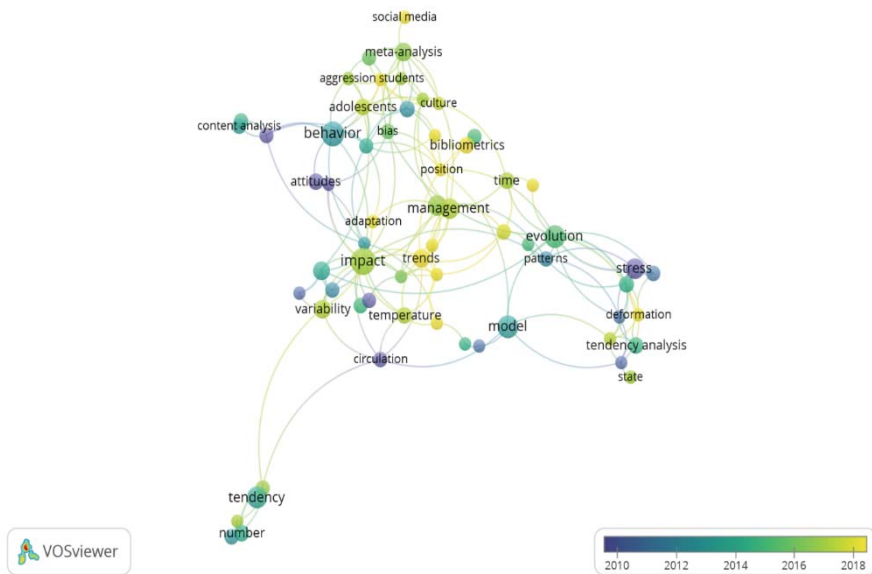 social media
meta-analysis
aggression students
adolescents
culture
content analysis
behavior
bias
bibliometrics
position
attitudes
time
management
adaptation
evolution
impact
trends
patterns
stress
variability
temperature
model
deformation
tendency analysis
circulation
state
tendency
number
VOSviewer
2010 2012 2014 2016 2018